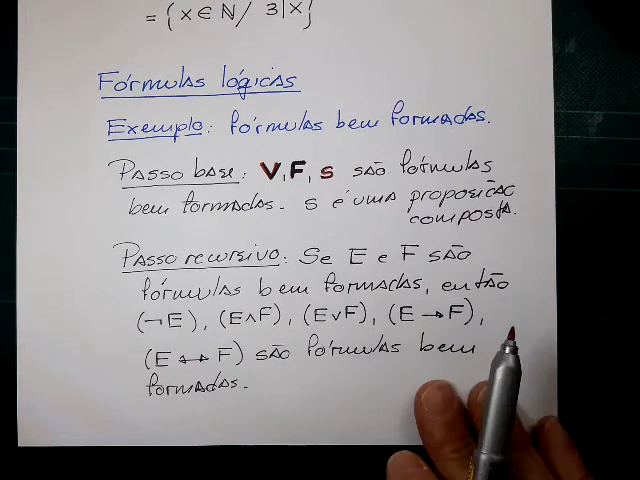 = {x ∈ ℕ / 3|x}
Fórmulas lógicas
Exemplo: fórmulas bem formadas.
Passo base: V, F, s são fórmulas
bem formadas. s é uma proposição
composta.
Passo recursivo: Se E e F são
fórmulas bem formadas, então
(¬E), (E∧F), (E∨F), (E→F),
(E↔F) são fórmulas bem
formadas.